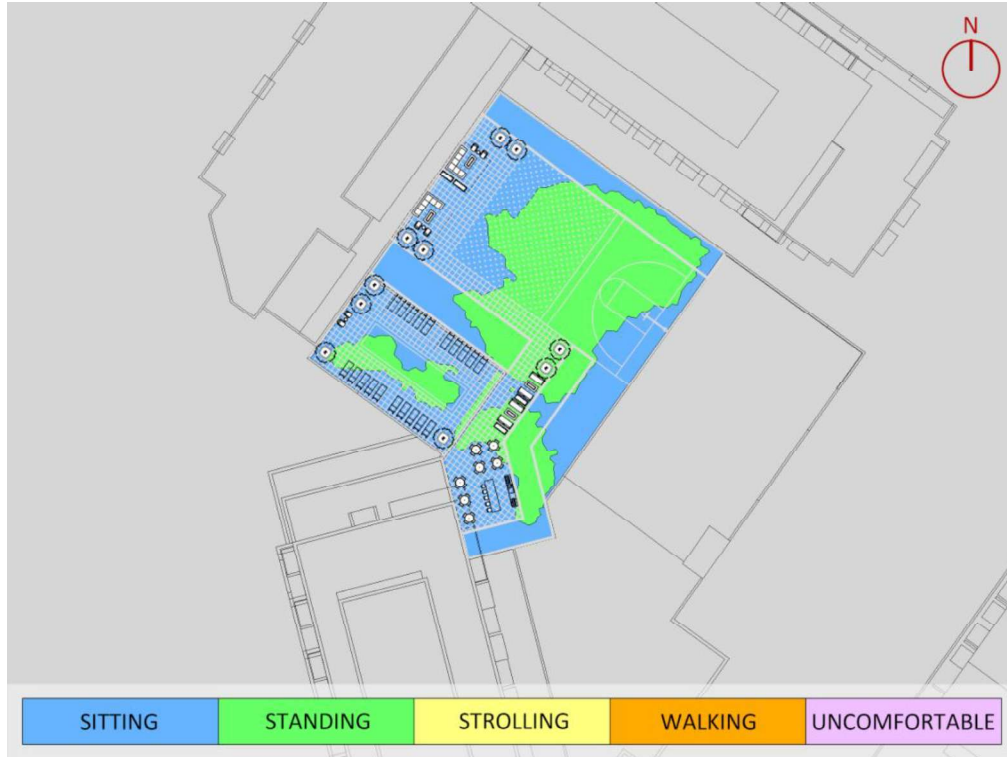 N
SITTING
STANDING
STROLLING
WALKING
UNCOMFORTABLE